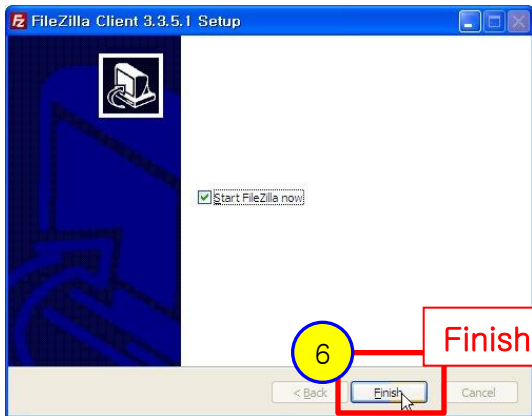 FileZilla Client 3.3.5.1 Setup
Start FileZilla now
6
Finish
< Back
Finish
Cancel